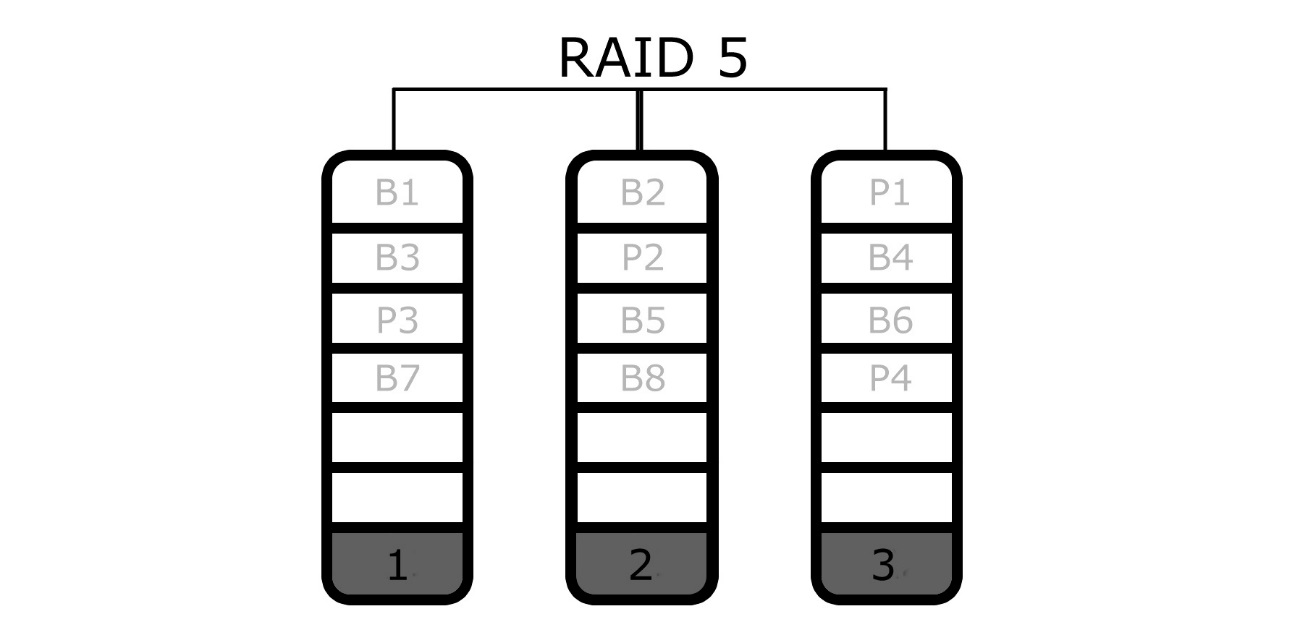 RAID 5
B1 B2 P1
B3 P2 B4
P3 B5 B6
B7 B8 P4
1 2 3